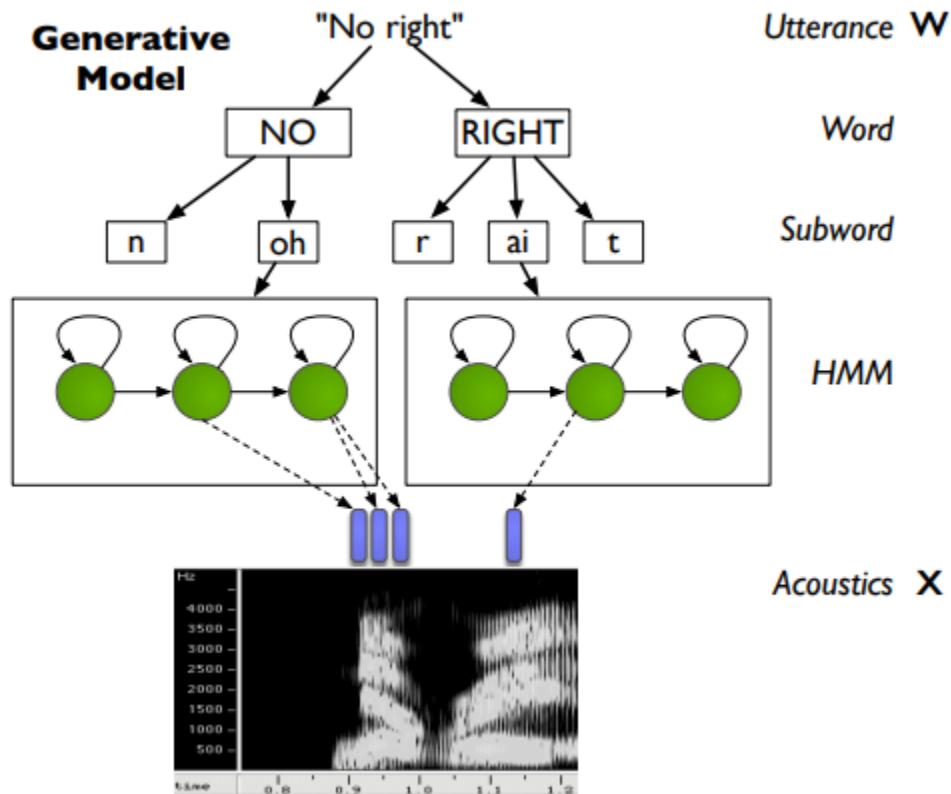 Generative
Model
"No right"
Utterance W
NO
RIGHT
Word
n
oh
r
ai
t
Subword
HMM
Acoustics X
Hz
4000
3500
3000
2500
2000
1500
1000
500
time
0.8
0.9
1.0
1.1
1.2